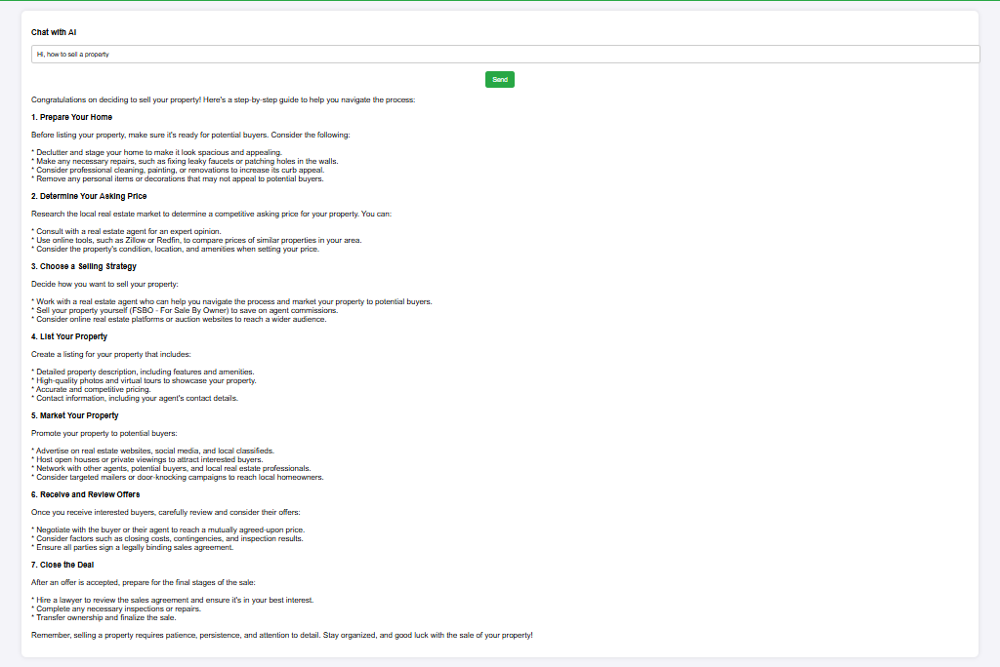 Chat with AI
Hi, how to sell a property
Send
Congratulations on deciding to sell your property! Here's a step-by-step guide to help you navigate the process:
1. Prepare Your Home
Before listing your property, make sure it's ready for potential buyers. Consider the following:
* Declutter and stage your home to make it look spacious and appealing.
* Make any necessary repairs, such as fixing leaky faucets or patching holes in the walls.
* Consider professional cleaning, painting, or renovations to increase its curb appeal.
* Remove any personal items or decorations that may not appeal to potential buyers.
2. Determine Your Asking Price
Research the local real estate market to determine a competitive asking price for your property. You can:
* Consult with a real estate agent for an expert opinion.
* Use online tools, such as Zillow or Redfin, to compare prices of similar properties in your area.
* Consider the property's condition, location, and amenities when setting your price.
3. Choose a Selling Strategy
Decide how you want to sell your property:
* Work with a real estate agent who can help you navigate the process and market your property to potential buyers.
* Sell your property yourself (FSBO - For Sale By Owner) to save on agent commissions.
* Consider online real estate platforms or auction websites to reach a wider audience.
4. List Your Property
Create a listing for your property that includes:
* Detailed property description, including features and amenities.
* High-quality photos and virtual tours to showcase your property.
* Accurate and competitive pricing.
* Contact information, including your agent's contact details.
5. Market Your Property
Promote your property to potential buyers:
* Advertise on real estate websites, social media, and local classifieds.
* Host open houses or private viewings to attract interested buyers.
* Network with other agents, potential buyers, and local real estate professionals.
* Consider targeted mailers or door-knocking campaigns to reach local homeowners.
6. Receive and Review Offers
Once you receive interested buyers, carefully review and consider their offers:
* Negotiate with the buyer or their agent to reach a mutually agreed-upon price.
* Consider factors such as closing costs, contingencies, and inspection results.
* Ensure all parties sign a legally binding sales agreement.
7. Close the Deal
After an offer is accepted, prepare for the final stages of the sale:
* Hire a lawyer to review the sales agreement and ensure it's in your best interest.
* Complete any necessary inspections or repairs.
* Transfer ownership and finalize the sale.
Remember, selling a property requires patience, persistence, and attention to detail. Stay organized, and good luck with the sale of your property!